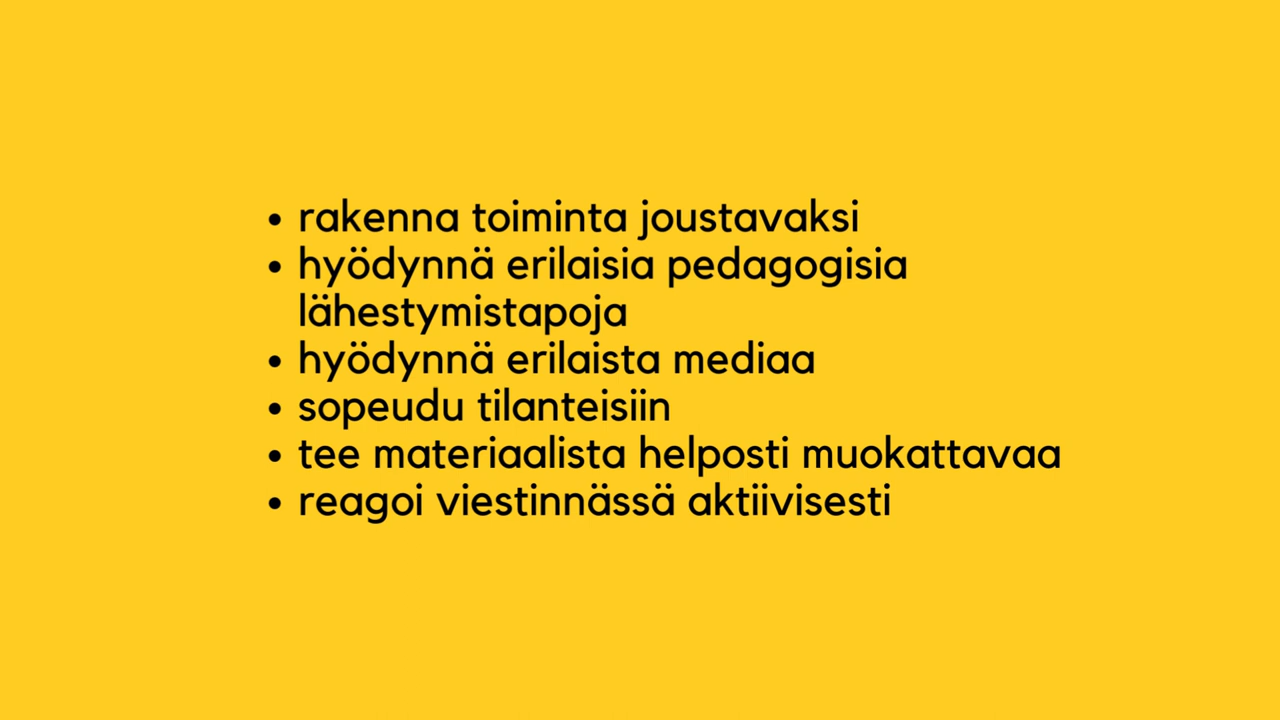 • rakenna toiminta joustavaksi
• hyödynnä erilaisia pedagogisia
lähestymistapoja
• hyödynnä erilaista mediaa
• sopeudu tilanteisiin
• tee materiaalista helposti muokattavaa
• reagoi viestinnässä aktiivisesti